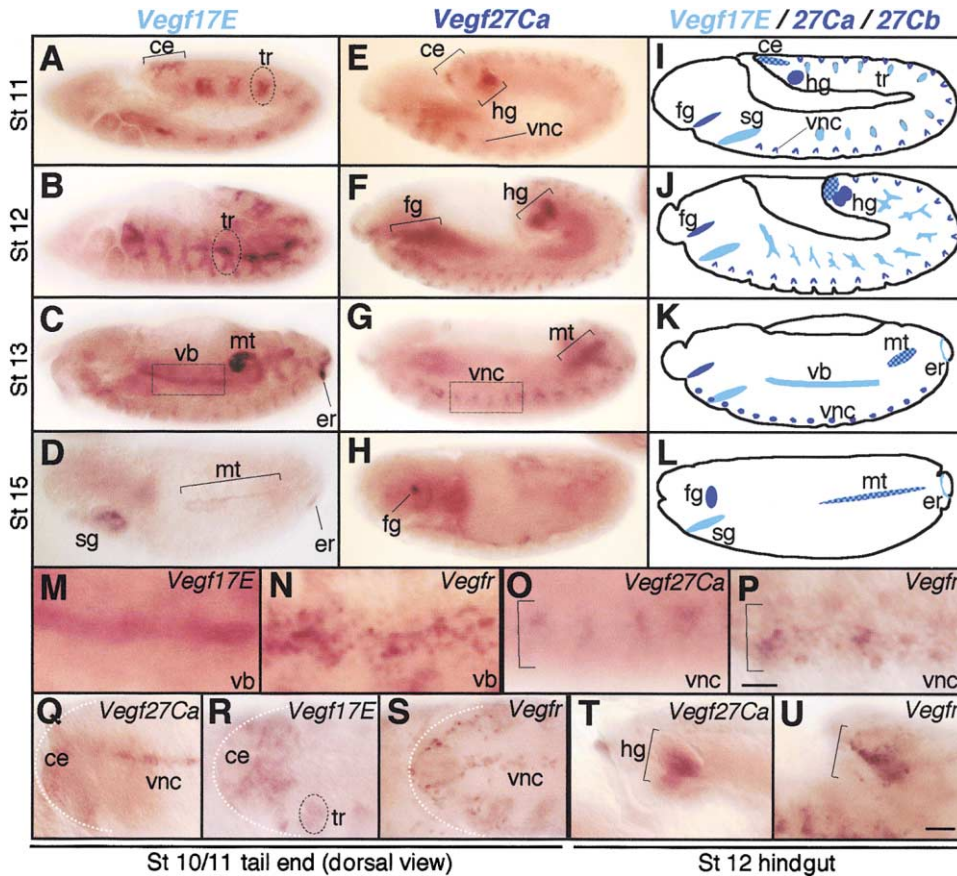 Vegf17E
Vegf27Ca
Vegf17E / 27Ca / 27Cb
St 11
A
ce
tr
E
ce
hg
vnc
I
ce
hg
tr
fg
sg
vnc
St 12
B
tr
F
fg
hg
J
fg
hg
St 13
C
vb
mt
er
G
vnc
mt
K
mt
vb
er
vnc
St 15
D
mt
sg
er
H
fg
L
fg
mt
er
sg
M
Vegf17E
vb
N
Vegfr
vb
O
Vegf27Ca
vnc
P
Vegfr
vnc
Q
Vegf27Ca
ce
vnc
R
Vegf17E
ce
tr
S
Vegfr
vnc
T
Vegf27Ca
hg
U
Vegfr
St 10/11 tail end (dorsal view)
St 12 hindgut